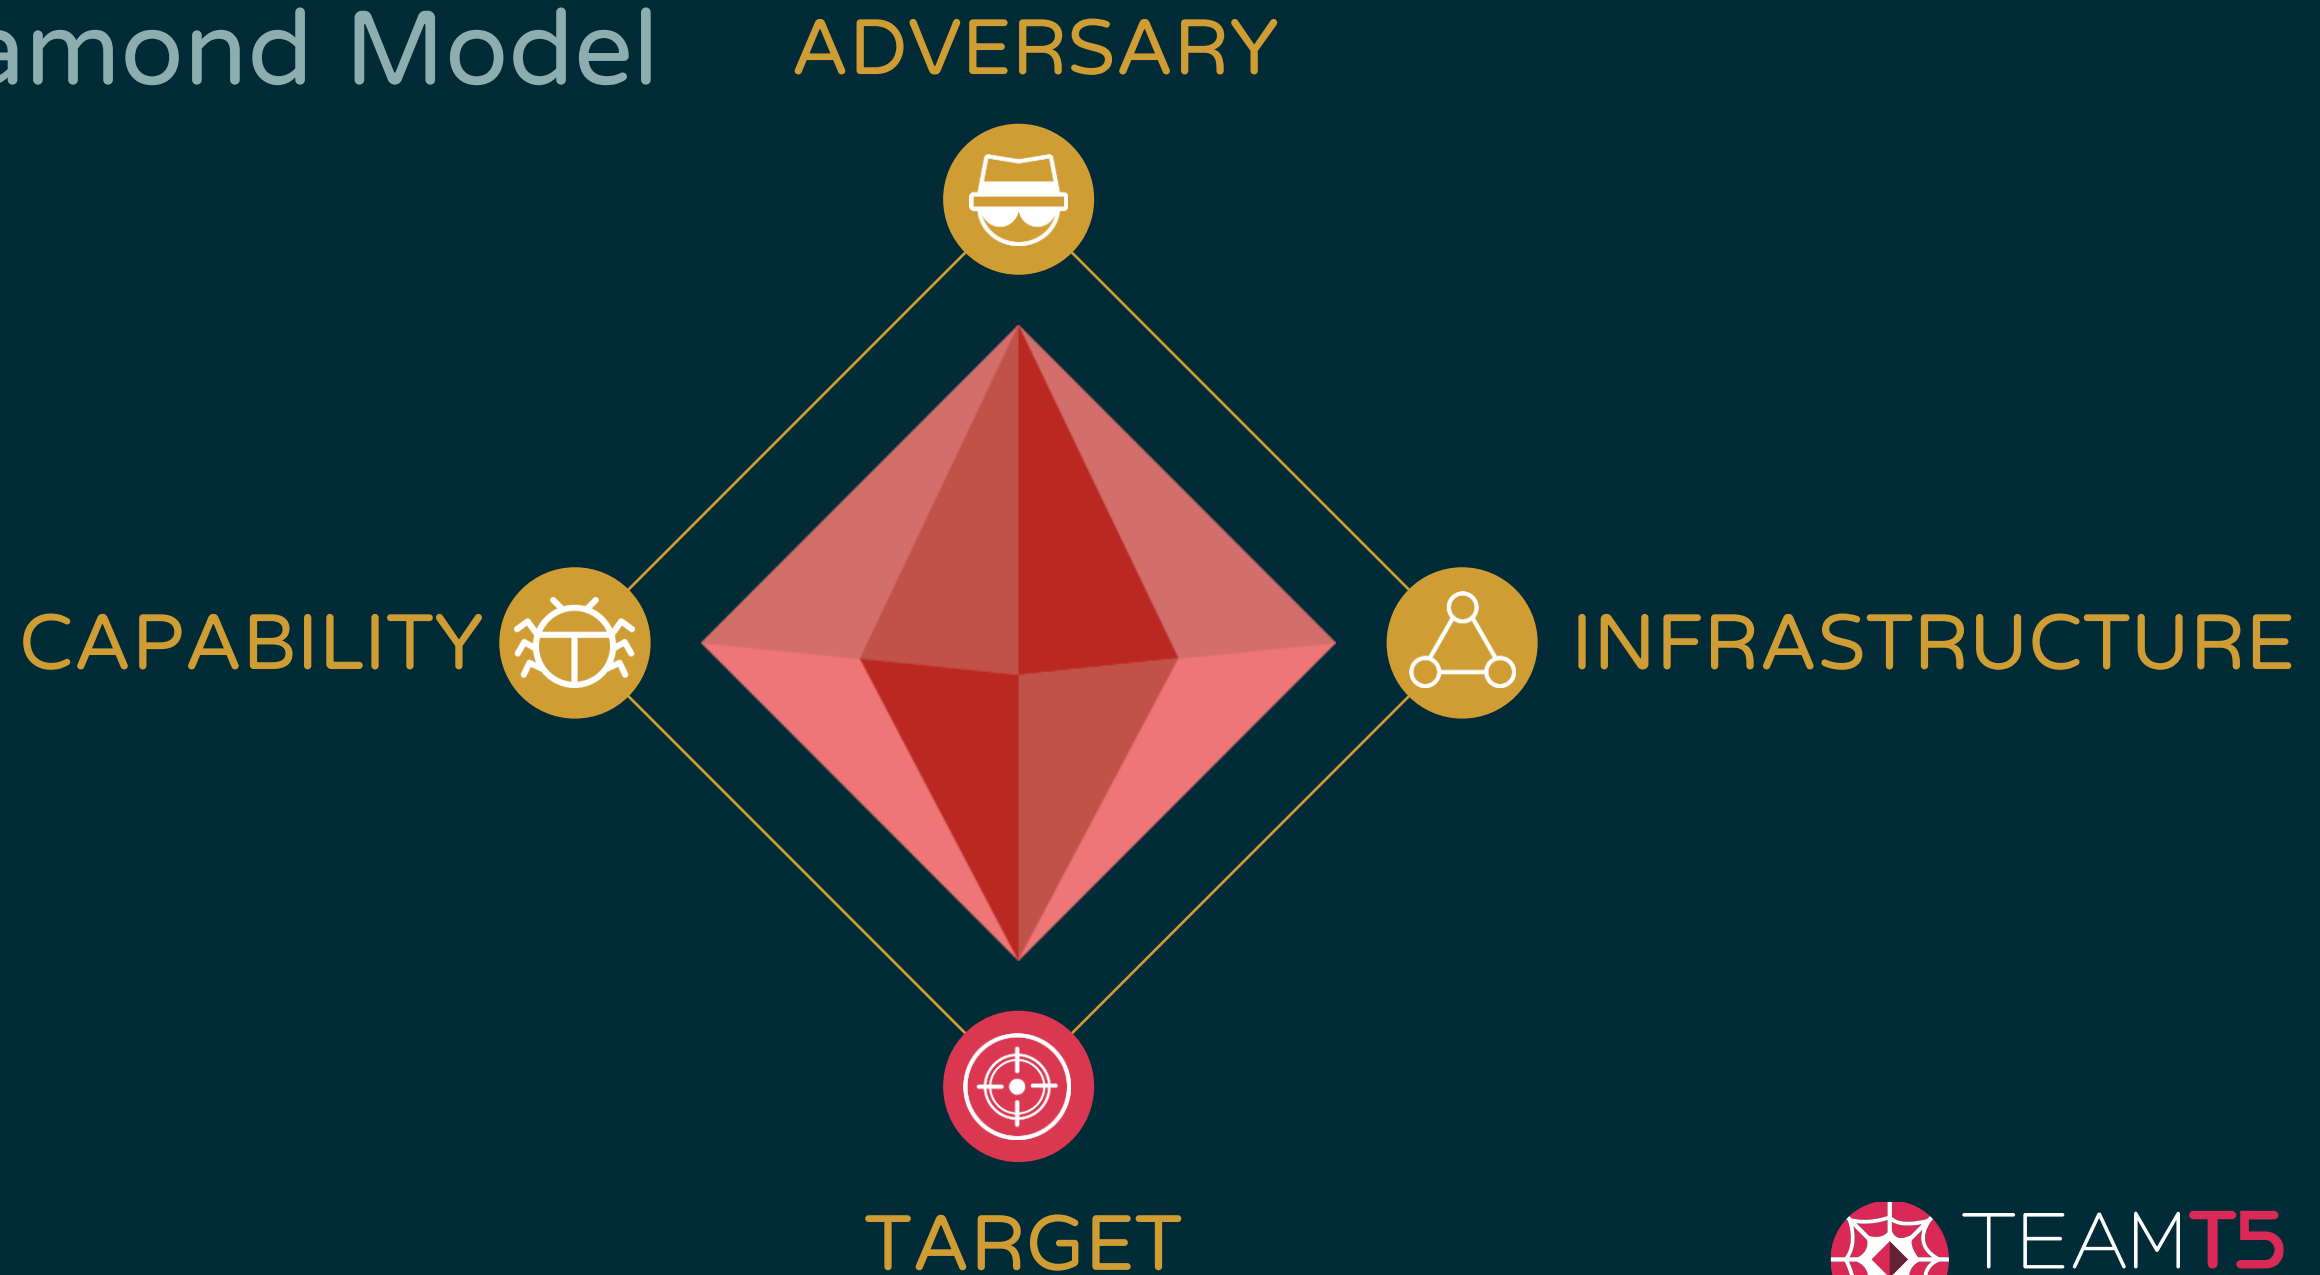 amond Model
ADVERSARY
CAPABILITY
INFRASTRUCTURE
TARGET
TEAMT5